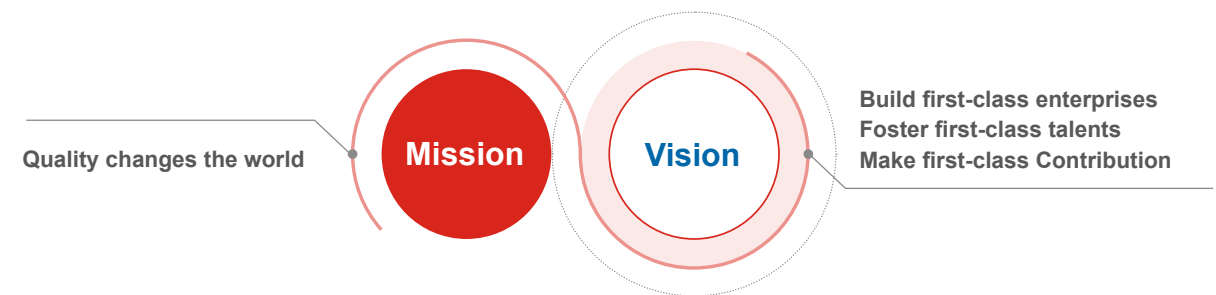 Quality changes the world
Mission
Vision
Build first-class enterprises
Foster first-class talents
Make first-class Contribution